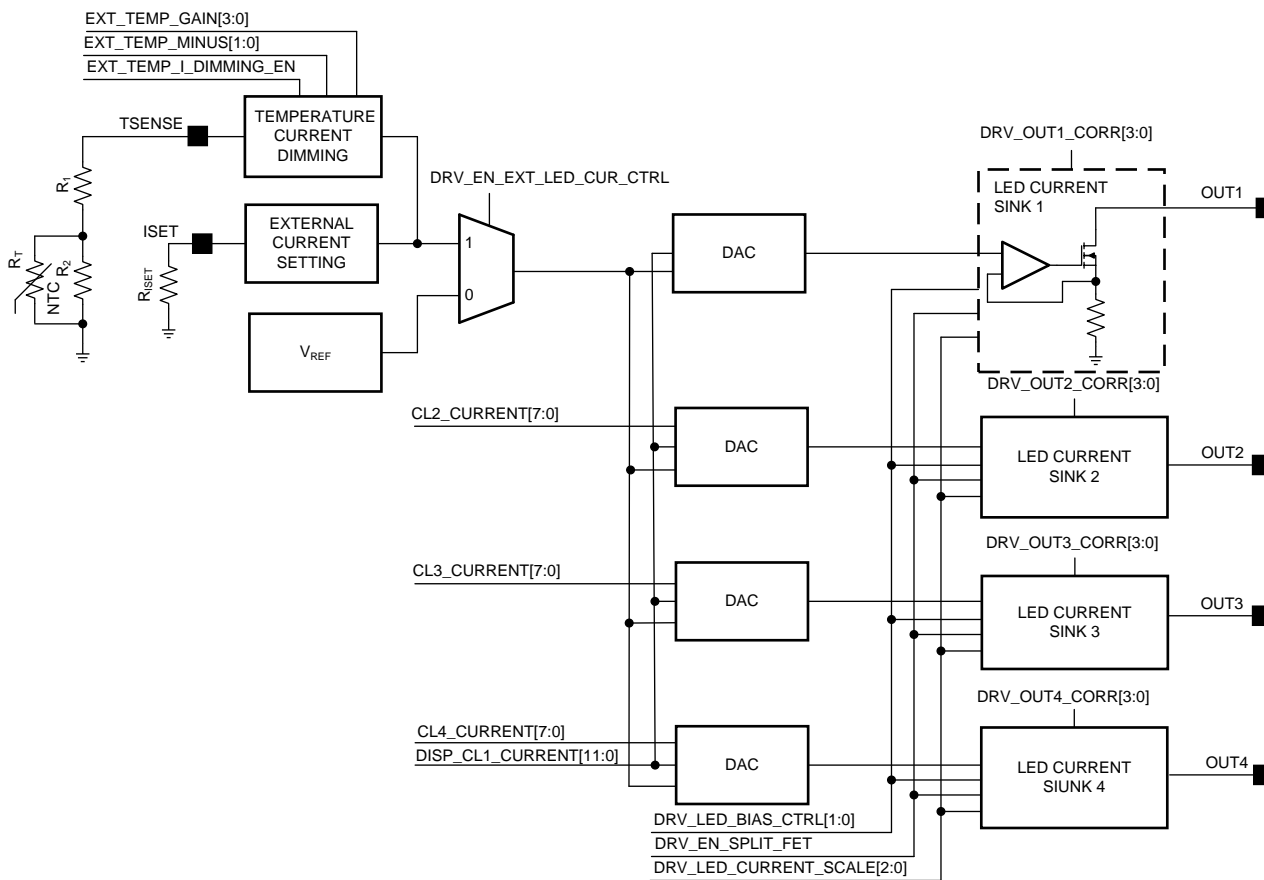 EXT_TEMP_GAIN[3:0]
EXT_TEMP_MINUS[1:0]
EXT_TEMP_I_DIMMING_EN
TSENSE
TEMPERATURE
CURRENT
DIMMING
R1
RT
NTC
R2
ISET
RISET
EXTERNAL
CURRENT
SETTING
VREF
DRV_EN_EXT_LED_CUR_CTRL
1
0
DAC
DRV_OUT1_CORR[3:0]
LED CURRENT
SINK 1
OUT1
CL2_CURRENT[7:0]
DAC
DRV_OUT2_CORR[3:0]
LED CURRENT
SINK 2
OUT2
CL3_CURRENT[7:0]
DAC
DRV_OUT3_CORR[3:0]
LED CURRENT
SINK 3
OUT3
CL4_CURRENT[7:0]
DISP_CL1_CURRENT[11:0]
DAC
DRV_OUT4_CORR[3:0]
LED CURRENT
SIUNK 4
OUT4
DRV_LED_BIAS_CTRL[1:0]
DRV_EN_SPLIT_FET
DRV_LED_CURRENT_SCALE[2:0]